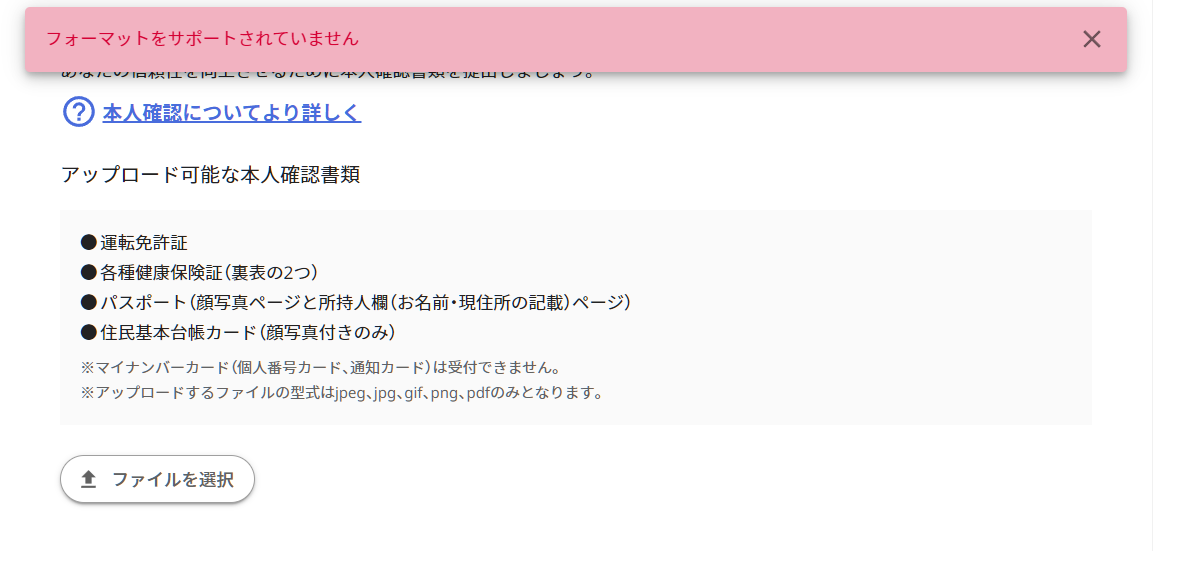 フォーマットをサポートされていません
あなたの信頼性を向上させるために本人確認書類を提出しましょう。
本人確認についてより詳しく
アップロード可能な本人確認書類
●運転免許証
●各種健康保険証（裏表の2つ）
●パスポート（顔写真ページと所持人欄（お名前・現住所の記載）ページ）
●住民基本台帳カード（顔写真付きのみ）
※マイナンバーカード（個人番号カード、通知カード）は受付できません。
※アップロードするファイルの型式はjpeg、jpg、gif、png、pdfのみとなります。
ファイルを選択